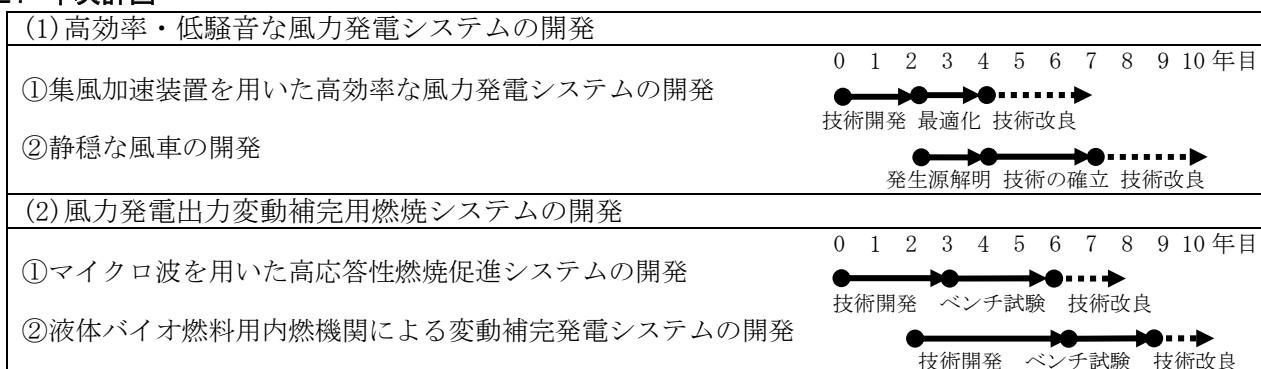 (1)高効率・低騒音な風力発電システムの開発
0 1 2 3 4 5 6 7 8 9 10 年目
①集風加速装置を用いた高効率な風力発電システムの開発
技術開発 最適化 技術改良
②静穏な風車の開発
発生源解明 技術の確立 技術改良
(2)風力発電出力変動補完用燃焼システムの開発
0 1 2 3 4 5 6 7 8 9 10 年目
①マイクロ波を用いた高応答性燃焼促進システムの開発
技術開発 ベンチ試験 技術改良
②液体バイオ燃料用内燃機関による変動補完発電システムの開発
技術開発 ベンチ試験 技術改良